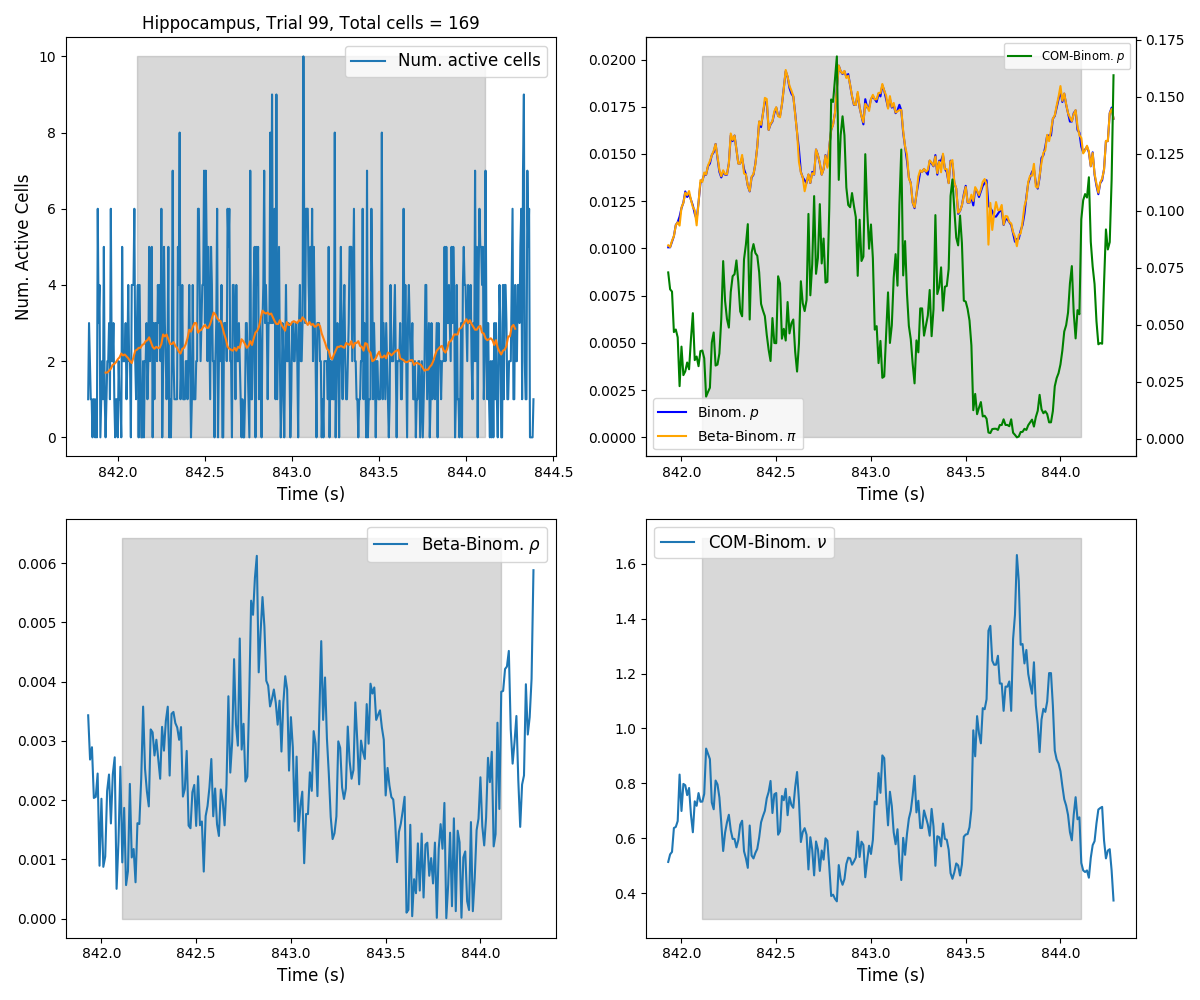 Hippocampus, Trial 99, Total cells = 169
Num. active cells
10
8
6
4
2
0
Num. Active Cells
842.0 842.5 843.0 843.5 844.0 844.5
Time (s)
COM-Binom. p
0.0200
0.0175
0.0150
0.0125
0.0100
0.0075
0.0050
0.0025
0.0000
0.175
0.150
0.125
0.100
0.075
0.050
0.025
0.000
Binom. p
Beta-Binom. π
842.0 842.5 843.0 843.5 844.0
Time (s)
Beta-Binom. ρ
0.006
0.005
0.004
0.003
0.002
0.001
0.000
842.0 842.5 843.0 843.5 844.0
Time (s)
COM-Binom. ν
1.6
1.4
1.2
1.0
0.8
0.6
0.4
842.0 842.5 843.0 843.5 844.0
Time (s)